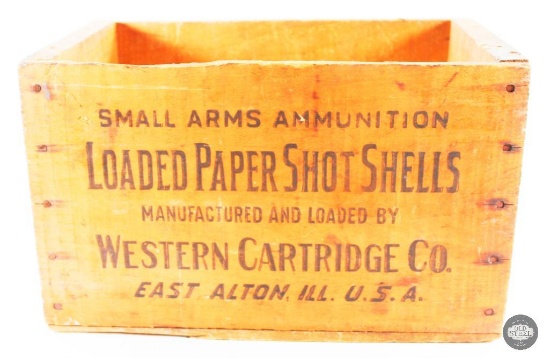 SMALL ARMS AMMUNITION
LOADED PAPER SHOT SHELLS
MANUFACTURED AND LOADED BY
WESTERN CARTRIDGE CO.
EAST ALTON, ILL. U.S.A.